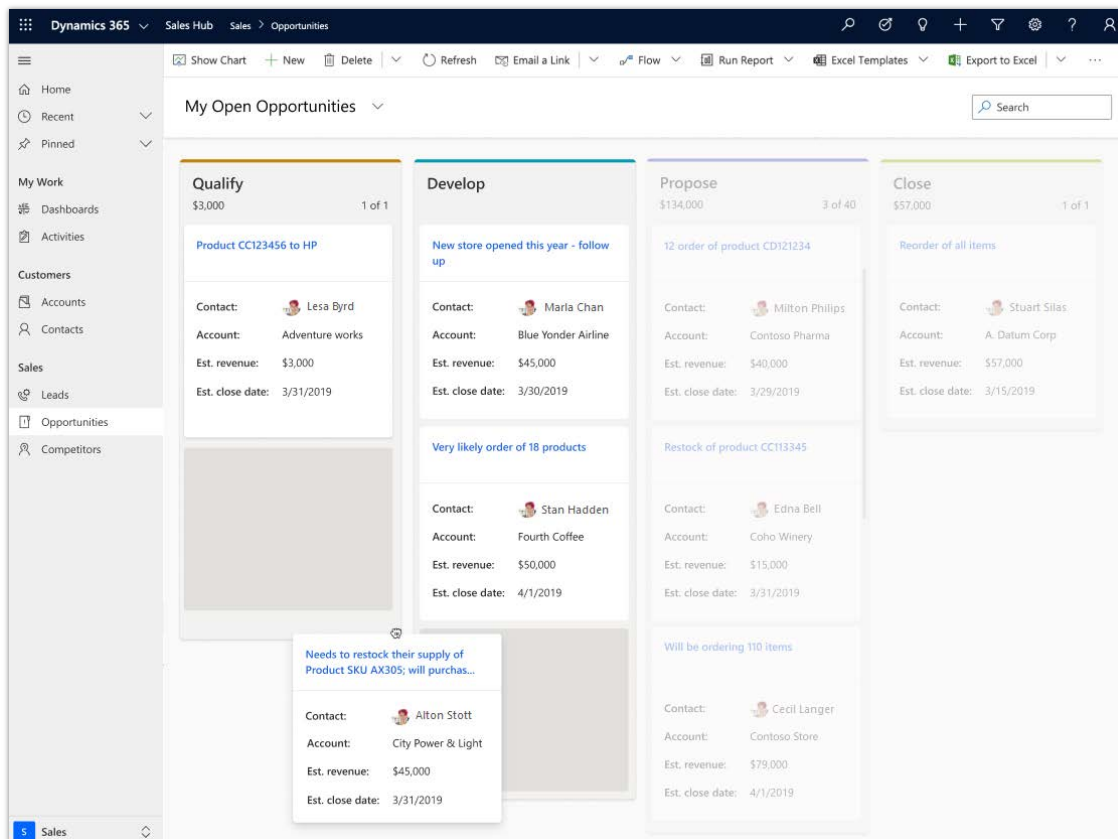 Dynamics 365 Sales Hub Sales > Opportunities
Show Chart New Delete Refresh Email a Link Flow Run Report Excel Templates Export to Excel
Home
Recent
Pinned
My Work
Dashboards
Activities
Customers
Accounts
Contacts
Sales
Leads
Opportunities
Competitors
S Sales
My Open Opportunities
Search
Qualify
$3,000 1 of 1
Product CC123456 to HP
Contact: Lesa Byrd
Account: Adventure works
Est. revenue: $3,000
Est. close date: 3/31/2019
Needs to restock their supply of
Product SKU AX305; will purchas...
Contact: Alton Stott
Account: City Power & Light
Est. revenue: $45,000
Est. close date: 3/31/2019
Develop
New store opened this year - follow
up
Contact: Marla Chan
Account: Blue Yonder Airline
Est. revenue: $45,000
Est. close date: 3/30/2019
Very likely order of 18 products
Contact: Stan Hadden
Account: Fourth Coffee
Est. revenue: $50,000
Est. close date: 4/1/2019
Propose
$134,000 3 of 40
12 order of product CD121234
Contact: Milton Philips
Account: Contoso Pharma
Est. revenue: $40,000
Est. close date: 3/29/2019
Restock of product CC113345
Contact: Edna Bell
Account: Coho Winery
Est. revenue: $15,000
Est. close date: 3/31/2019
Will be ordering 110 items
Contact: Cecil Langer
Account: Contoso Store
Est. revenue: $79,000
Est. close date: 4/1/2019
Close
$57,000 1 of 1
Reorder of all items
Contact: Stuart Silas
Account: A. Datum Corp
Est. revenue: $57,000
Est. close date: 3/15/2019